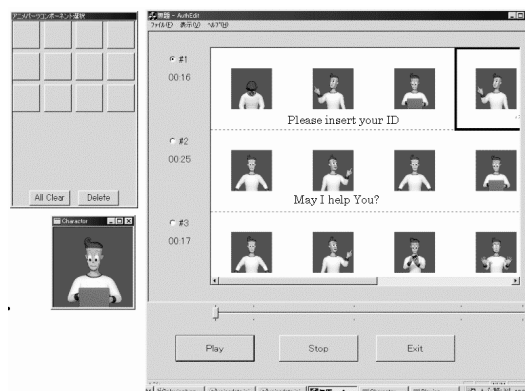 アニメパーツコンポーネント選択
All Clear
Delete
Character
無題 - AuthEdit
ファイル(F) 表示(V) ヘルプ(H)
#1
00:16
Please insert your ID
#2
00:25
May I help You?
#3
00:17
Play
Stop
Exit